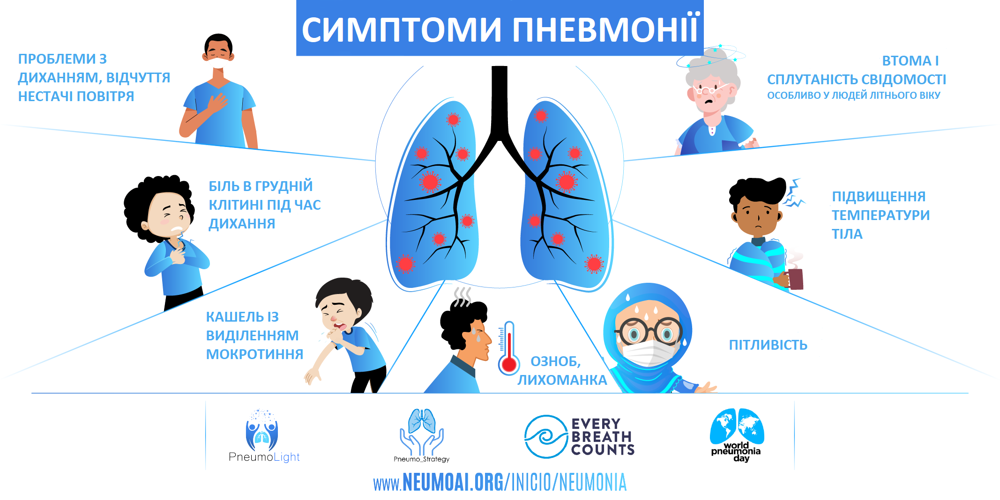 СИМПТОМИ ПНЕВМОНІЇ
ПРОБЛЕМИ З
ДИХАННЯМ, ВІДЧУТТЯ
НЕСТАЧІ ПОВІТРЯ
ВТОМА І
СПЛУТАНІСТЬ СВІДОМОСТІ
ОСОБЛИВО У ЛЮДЕЙ ЛІТНЬОГО ВІКУ
БІЛЬ В ГРУДНІЙ
КЛІТИНІ ПІД ЧАС
ДИХАННЯ
ПІДВИЩЕННЯ
ТЕМПЕРАТУРИ
ТІЛА
КАШЕЛЬ ІЗ
ВИДІЛЕННЯМ
МОКРОТИННЯ
ОЗНОБ,
ЛИХОМАНКА
ПІТЛИВІСТЬ
PneumoLight
Pneumo_Strategy
EVERY
BREATH
COUNTS
world
pneumonia
day
WWW.NEUMOAI.ORG/INICIO/NEUMONIA